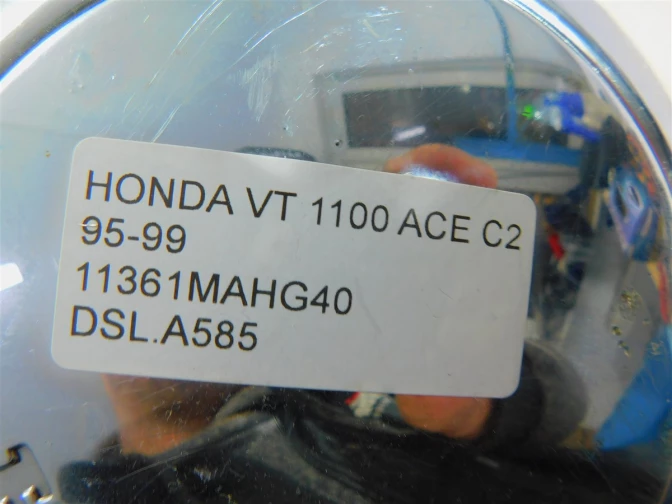 HONDA VT 1100 ACE C2
95-99
11361MAHG40
DSL.A585